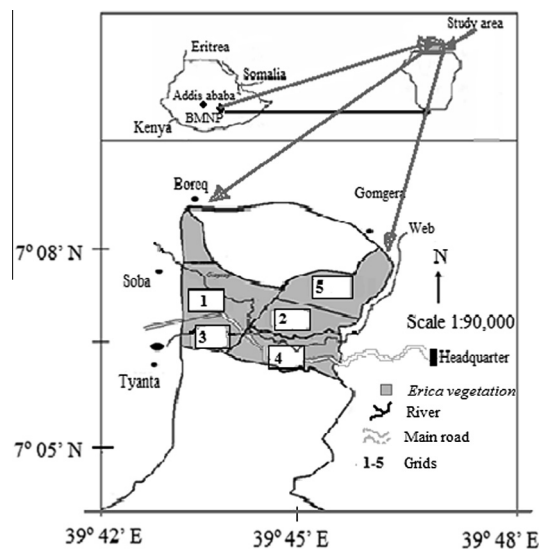 Study area
Eritrea
Somalia
Addis ababa
BMNP
Kenya
Boroq
Gomgera
Web
7° 08' N
N
Soba
5
1
2
Scale 1:90,000
3
4
Headquarter
Tyanta
Erica vegetation
River
Main road
7° 05' N
1-5 Grids
39° 42' E
39° 45' E
39° 48' E